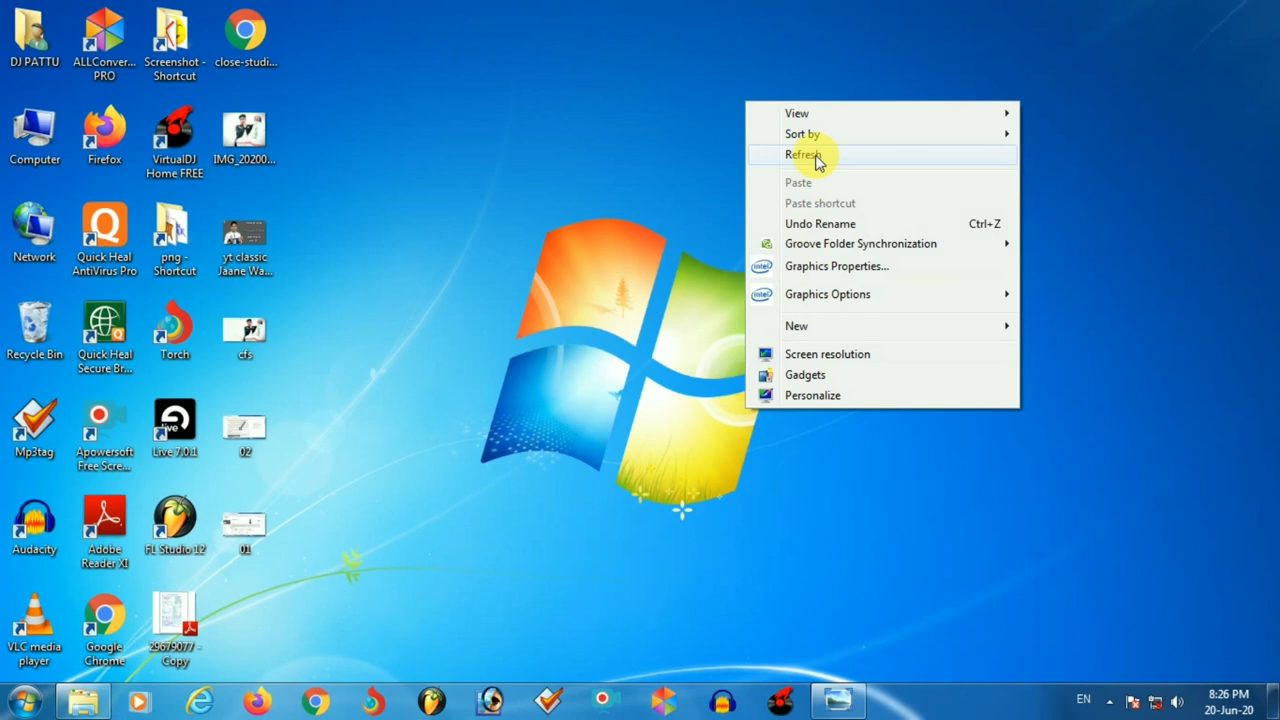 DJ PATTU
ALLConver...
PRO
Screenshot -
Shortcut
close-studi...
Computer
Firefox
VirtualDJ
Home FREE
IMG_20200...
Network
Quick Heal
AntiVirus Pro
png -
Shortcut
yt classic
Jaane Wa...
Recycle Bin
Quick Heal
Secure Br...
Torch
cfs
Mp3tag
Apowersoft
Free Scre...
live
Live 7.0.1
02
Audacity
Adobe
Reader XI
FL Studio 12
01
VLC media
player
Google
Chrome
29679077 -
Copy
View
Sort by
Refresh
Paste
Paste shortcut
Undo Rename Ctrl+Z
Groove Folder Synchronization
intel Graphics Properties...
intel Graphics Options
New
Screen resolution
Gadgets
Personalize
EN
8:26 PM
20-Jun-20